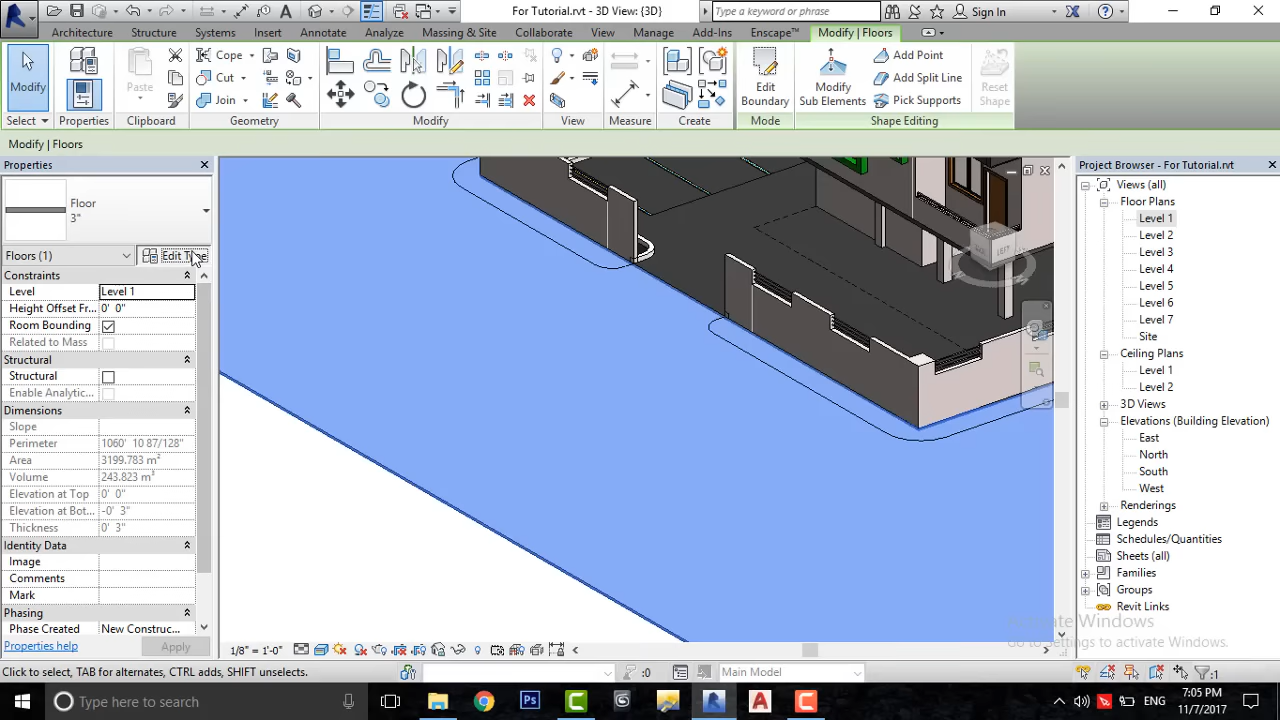 For Tutorial.rvt - 3D View: {3D}
Type a keyword or phrase
Sign In
Architecture Structure Systems Insert Annotate Analyze Massing & Site Collaborate View Manage Add-Ins Enscape™ Modify | Floors
Modify
Paste
Cope
Cut
Join
Edit
Boundary
Modify
Sub Elements
Add Point
Add Split Line
Pick Supports
Reset
Shape
Select Properties Clipboard Geometry Modify View Measure Create Mode Shape Editing
Modify | Floors
Properties
Floor
3"
Floors (1)
Constraints
Level Level 1
Height Offset Fr... 0' 0"
Room Bounding
Related to Mass
Structural
Structural
Enable Analytic...
Dimensions
Slope
Perimeter 1060' 10 87/128"
Area 3199.783 m²
Volume 243.823 m³
Elevation at Top 0' 0"
Elevation at Bot... -0' 3"
Thickness 0' 3"
Identity Data
Image
Comments
Mark
Phasing
Phase Created New Construc...
Properties help
Apply
LEFT
Project Browser - For Tutorial.rvt
Views (all)
Floor Plans
Level 1
Level 2
Level 3
Level 4
Level 5
Level 6
Level 7
Site
Ceiling Plans
Level 1
Level 2
3D Views
Elevations (Building Elevation)
East
North
South
West
Renderings
Legends
Schedules/Quantities
Sheets (all)
Families
Groups
Revit Links
Activate Windows
Go to Settings to activate Windows.
1/8" = 1'-0"
Click to select, TAB for alternates, CTRL adds, SHIFT unselects.
:0
Main Model
:1
Type here to search
ENG
7:05 PM
11/7/2017